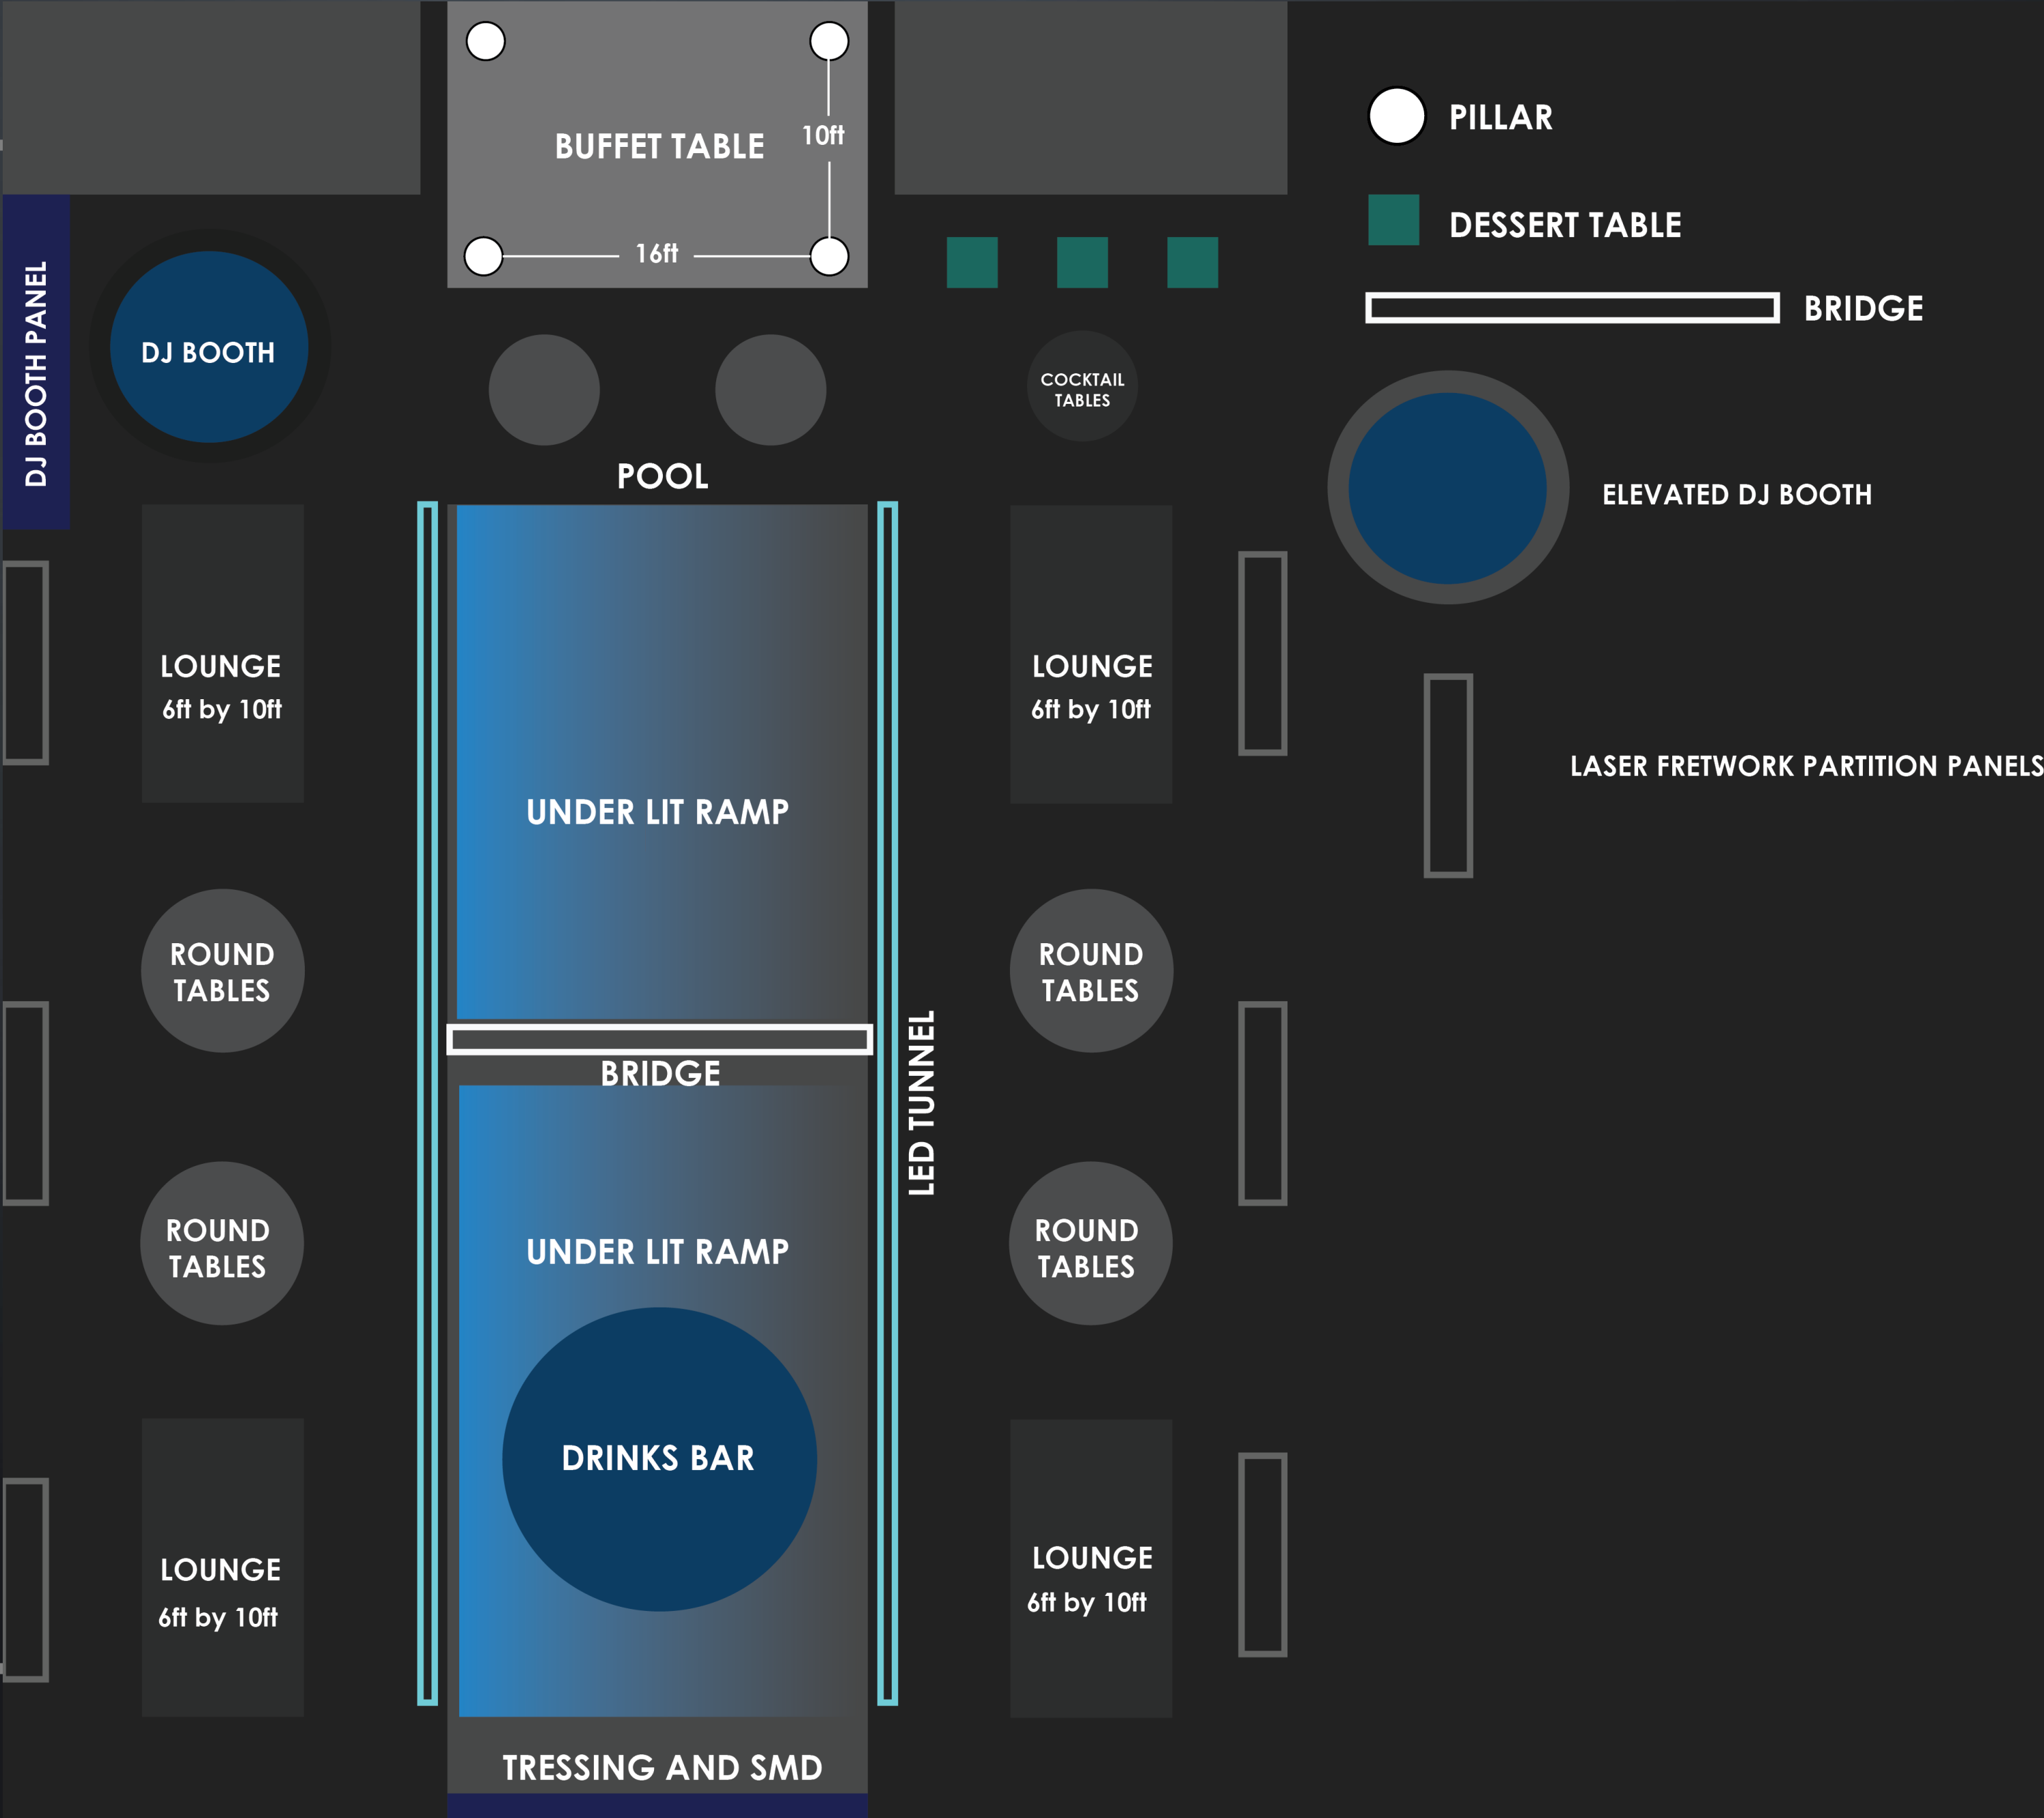 BUFFET TABLE
10ft
16ft
PILLAR
DESSERT TABLE
BRIDGE
DJ BOOTH PANEL
DJ BOOTH
COCKTAIL
TABLES
POOL
ELEVATED DJ BOOTH
LOUNGE
6ft by 10ft
UNDER LIT RAMP
LOUNGE
6ft by 10ft
LASER FRETWORK PARTITION PANELS
ROUND
TABLES
ROUND
TABLES
BRIDGE
LED TUNNEL
ROUND
TABLES
UNDER LIT RAMP
ROUND
TABLES
DRINKS BAR
LOUNGE
6ft by 10ft
LOUNGE
6ft by 10ft
TRESSING AND SMD